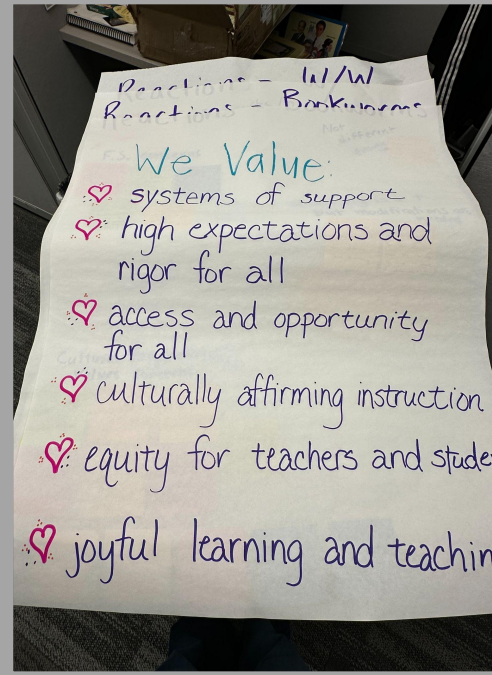 Reactions - W/W
Reactions - Bookworms
We Value:
systems of support
high expectations and
rigor for all
access and opportunity
for all
culturally affirming instruction
equity for teachers and stude
joyful learning and teachin